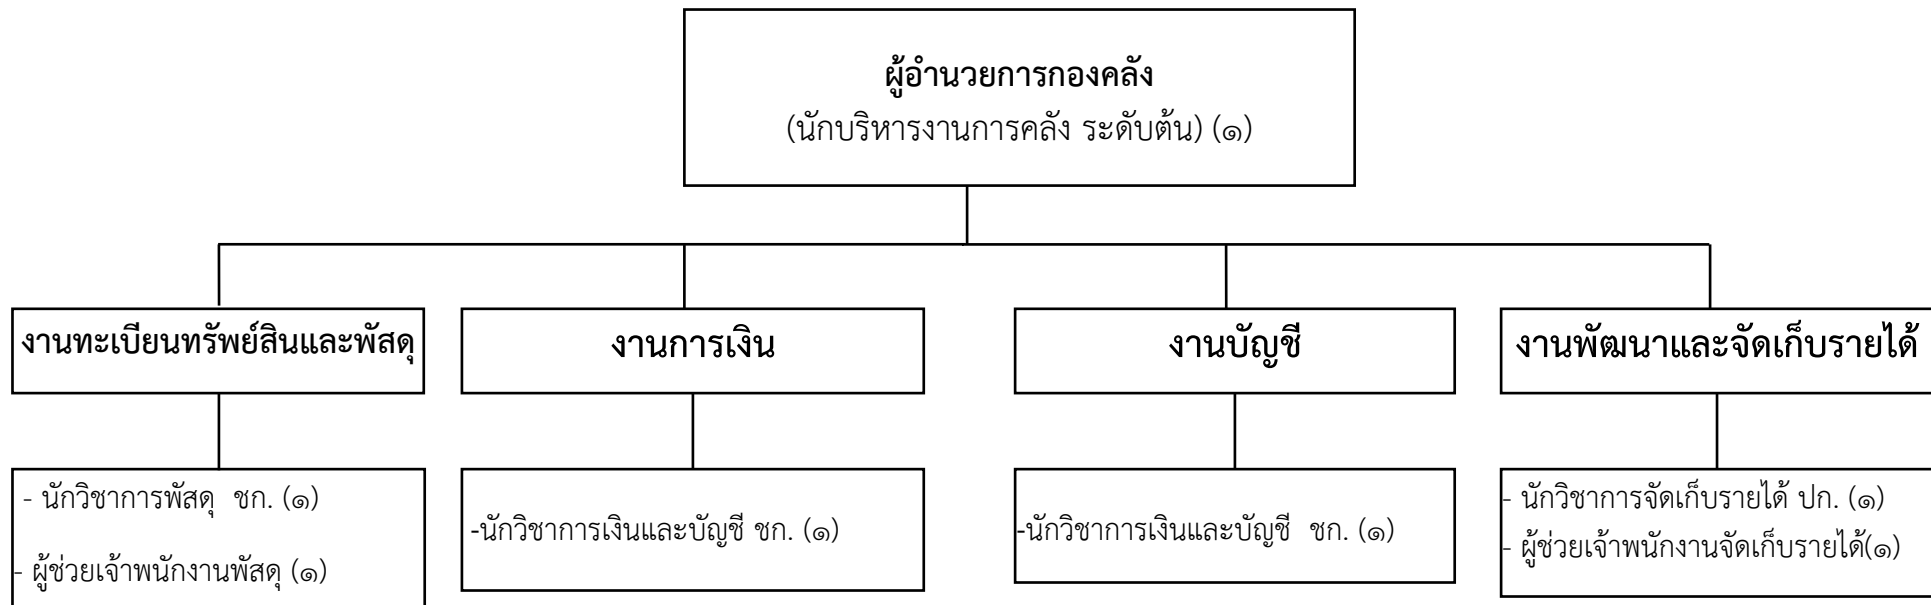 ผู้อำนวยการกองคลัง
(นักบริหารงานการคลัง ระดับต้น) (๑)
งานทะเบียนทรัพย์สินและพัสดุ
งานการเงิน
งานบัญชี
งานพัฒนาและจัดเก็บรายได้
- นักวิชาการพัสดุ ชก. (๑)
- ผู้ช่วยเจ้าพนักงานพัสดุ (๑)
-นักวิชาการเงินและบัญชี ชก. (๑)
-นักวิชาการเงินและบัญชี ชก. (๑)
- นักวิชาการจัดเก็บรายได้ ปก. (๑)
- ผู้ช่วยเจ้าพนักงานจัดเก็บรายได้(๑)